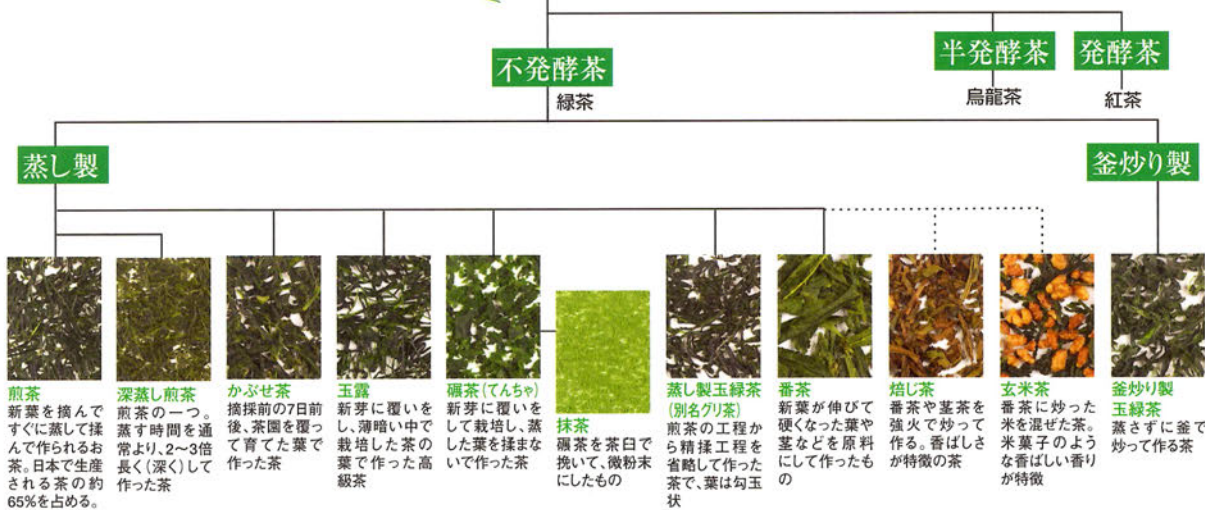 不発酵茶
緑茶
半発酵茶
烏龍茶
発酵茶
紅茶
蒸し製
釜炒り製
煎茶
新葉を摘んで
すぐに蒸して揉
んで作られるお
茶。日本で生産
される茶の約
65%を占める。
深蒸し煎茶
煎茶の一つ。
蒸す時間を通
常より、2〜3倍
長く(深く)して
作った茶
かぶせ茶
摘採前の7日前
後、茶園を覆っ
て育てた葉で
作った茶
玉露
新芽に覆いを
し、薄暗い中で
栽培した茶の
葉で作った高
級茶
碾茶(てんちゃ)
新芽に覆いを
して栽培し、蒸
した葉を揉まな
いで作った茶
抹茶
碾茶を茶臼で
挽いて、微粉末
にしたもの
蒸し製玉緑茶
(別名グリ茶)
煎茶の工程か
ら精揉工程を
省略して作った
茶で、葉は勾玉
状
番茶
新葉が伸びて
硬くなった葉や
茎などを原料
にして作ったも
の
焙じ茶
番茶や茎茶を
強火で炒って
作る。香ばしさ
が特徴の茶
玄米茶
番茶に炒った
米を混ぜた茶。
米菓子のよう
な香ばしい香り
が特徴
釜炒り製
玉緑茶
蒸さずに釜で
炒って作る茶